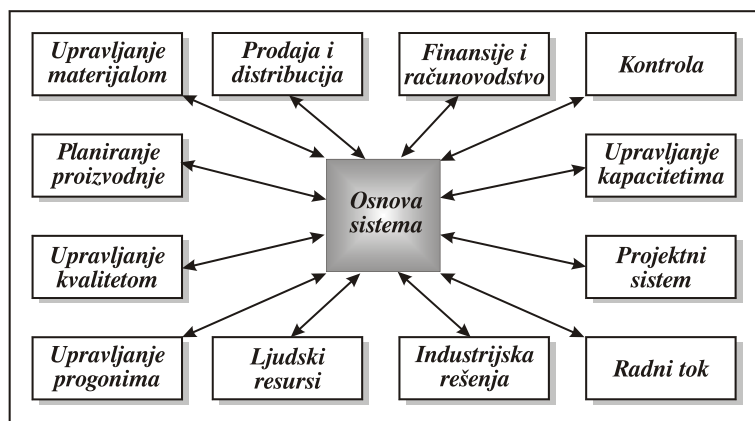 Upravljanje
materijalom
Prodaja i
distribucija
Finansije i
računovodstvo
Kontrola
Planiranje
proizvodnje
Osnova
sistema
Upravljanje
kapacitetima
Upravljanje
kvalitetom
Projektni
sistem
Upravljanje
progonima
Ljudski
resursi
Industrijska
rešenja
Radni tok